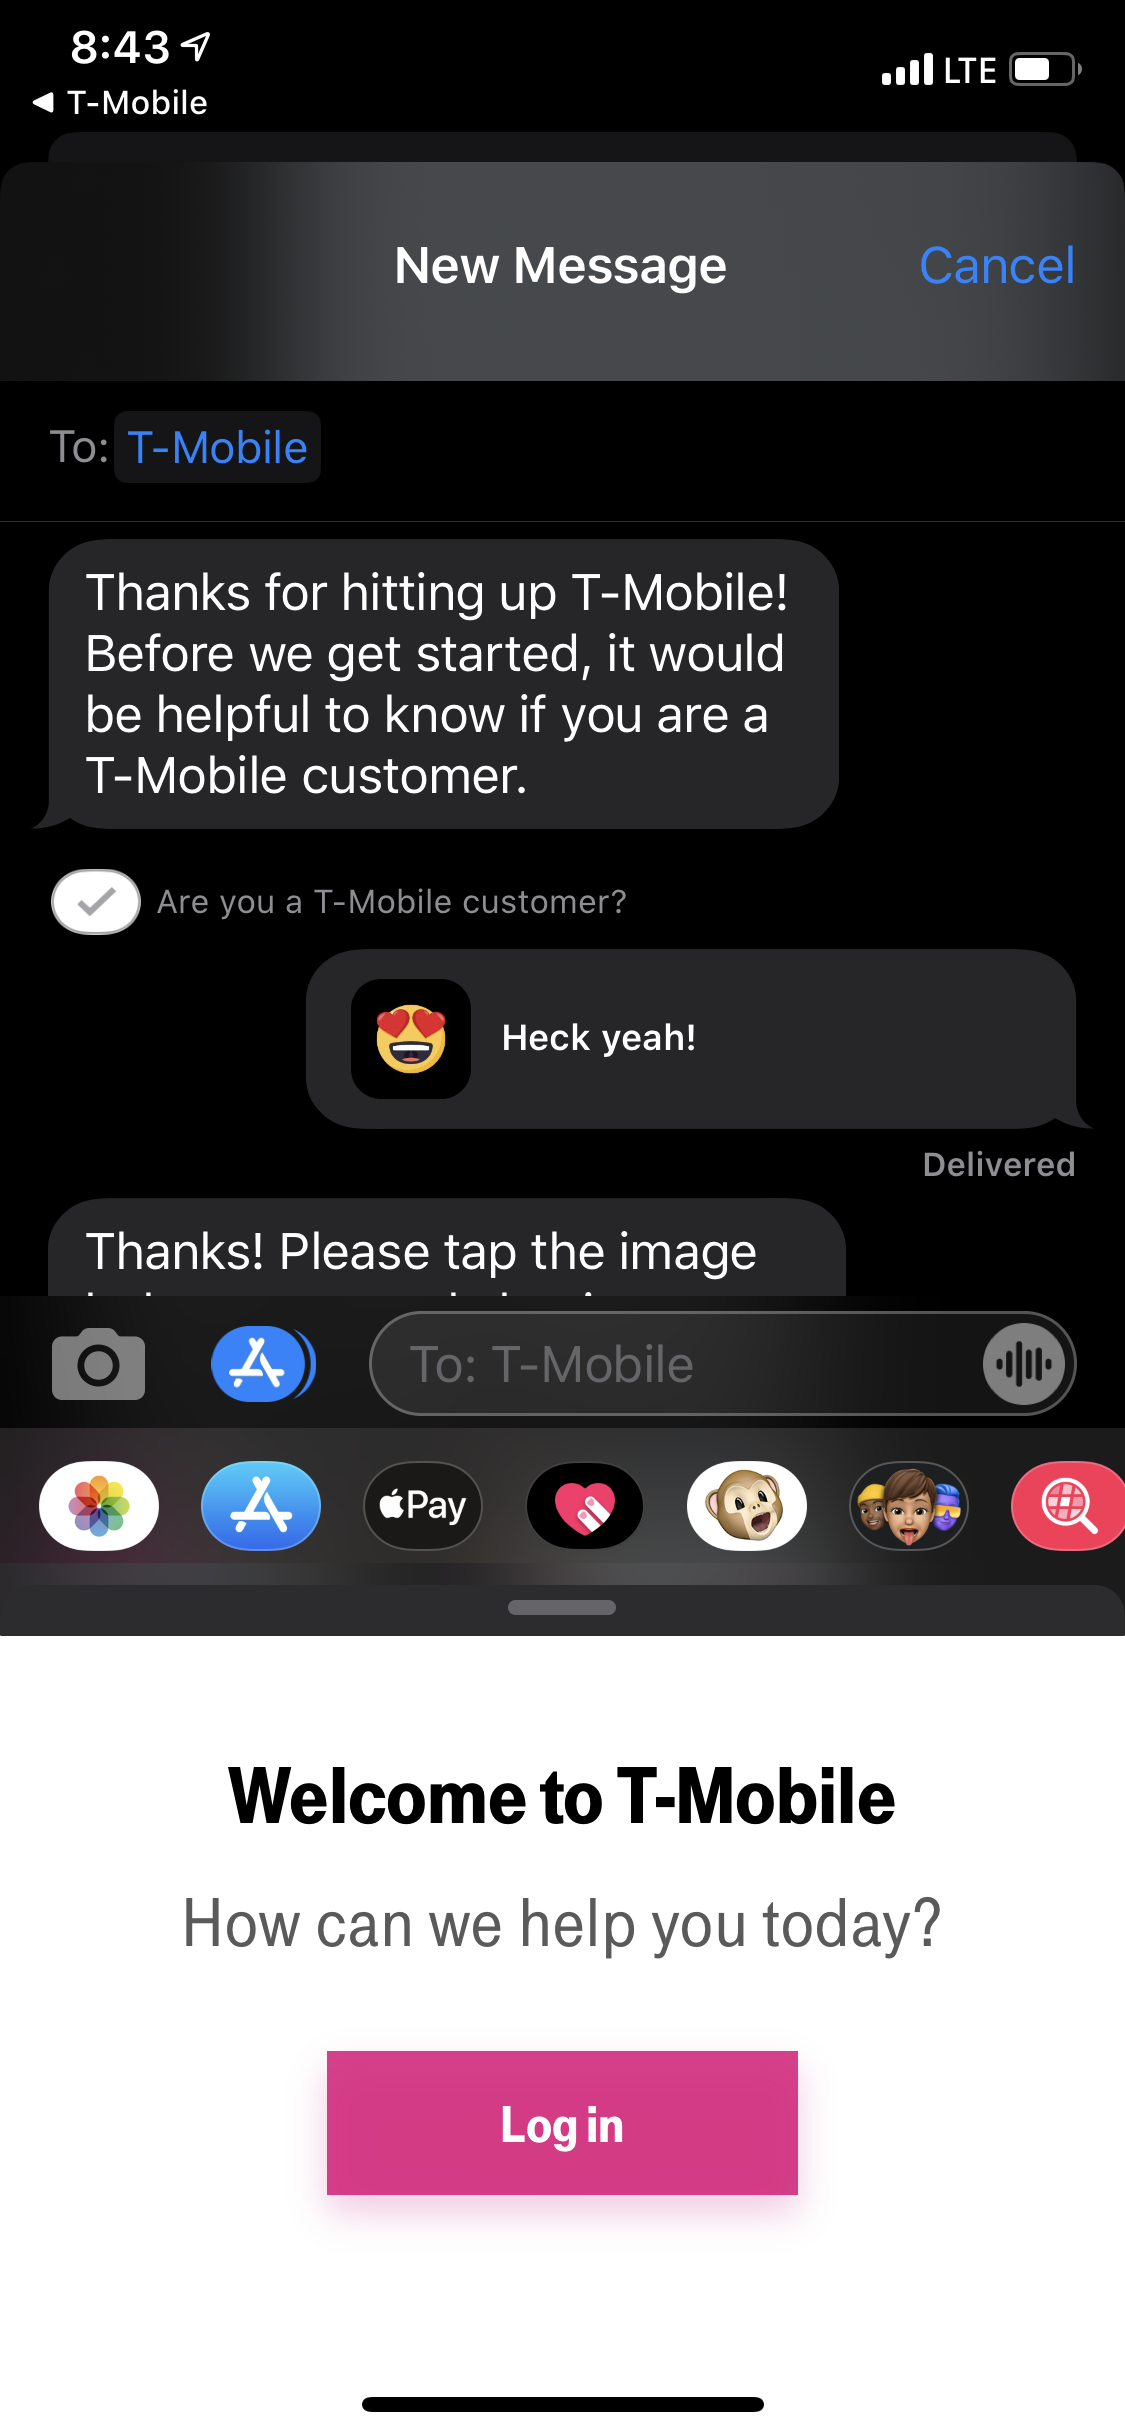 8:43
T-Mobile
LTE
New Message
Cancel
To: T-Mobile
Thanks for hitting up T-Mobile!
Before we get started, it would
be helpful to know if you are a
T-Mobile customer.
Are you a T-Mobile customer?
Heck yeah!
Delivered
Thanks! Please tap the image
To: T-Mobile
Pay
Welcome to T-Mobile
How can we help you today?
Log in